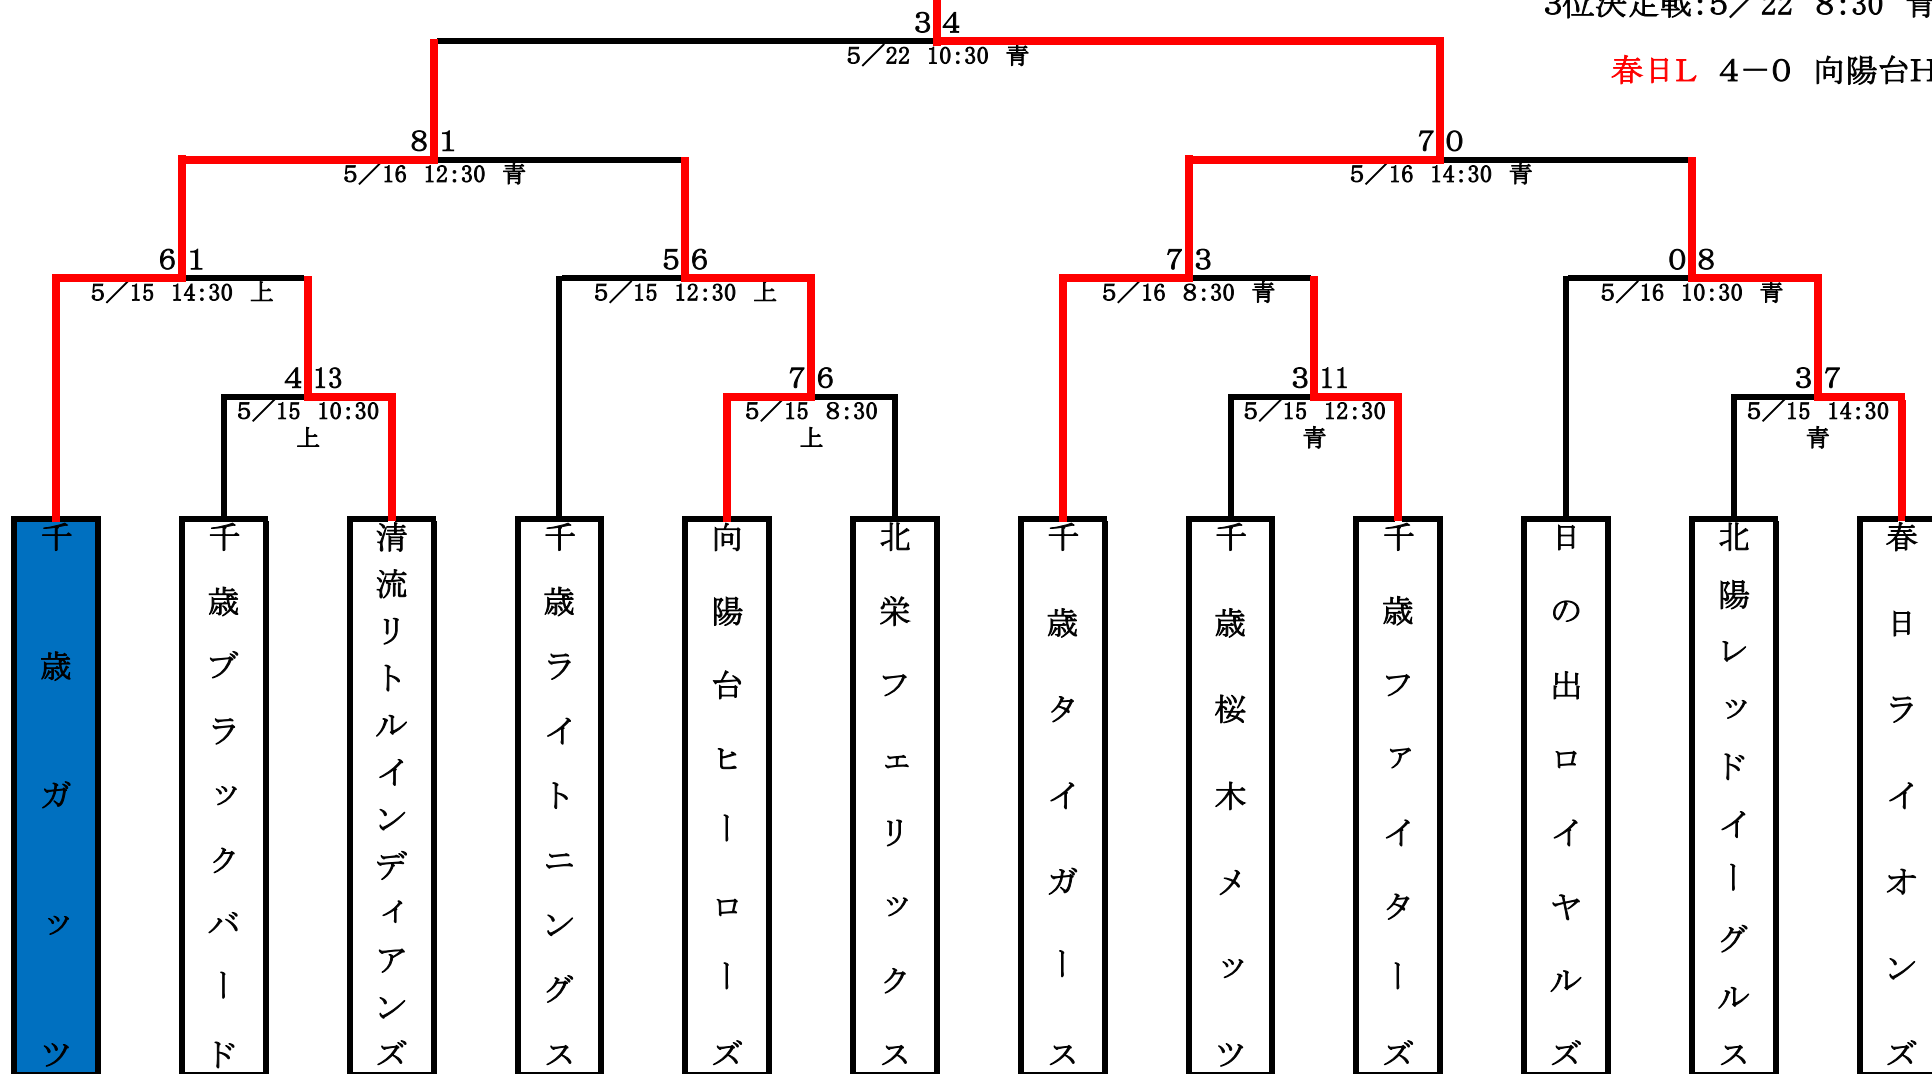 3位決定戦:5／22 8:30 青
3 4
5／22 10:30 青
春日L 4－0 向陽台H
8 1
5／16 12:30 青
7 0
5／16 14:30 青
6 1
5／15 14:30 上
5 6
5／15 12:30 上
7 3
5／16 8:30 青
0 8
5／16 10:30 青
4 13
5／15 10:30
上
7 6
5／15 8:30
上
3 11
5／15 12:30
青
3 7
5／15 14:30
青
千歳ガッツ
千歳ブラックバード
清流リトルインディアンズ
千歳ライトニングス
向陽台ヒーローズ
北栄フェリックス
千歳タイガース
千歳桜木メッツ
千歳ファイターズ
日の出ロイヤルズ
北陽レッドイーグルス
春日ライオンズ